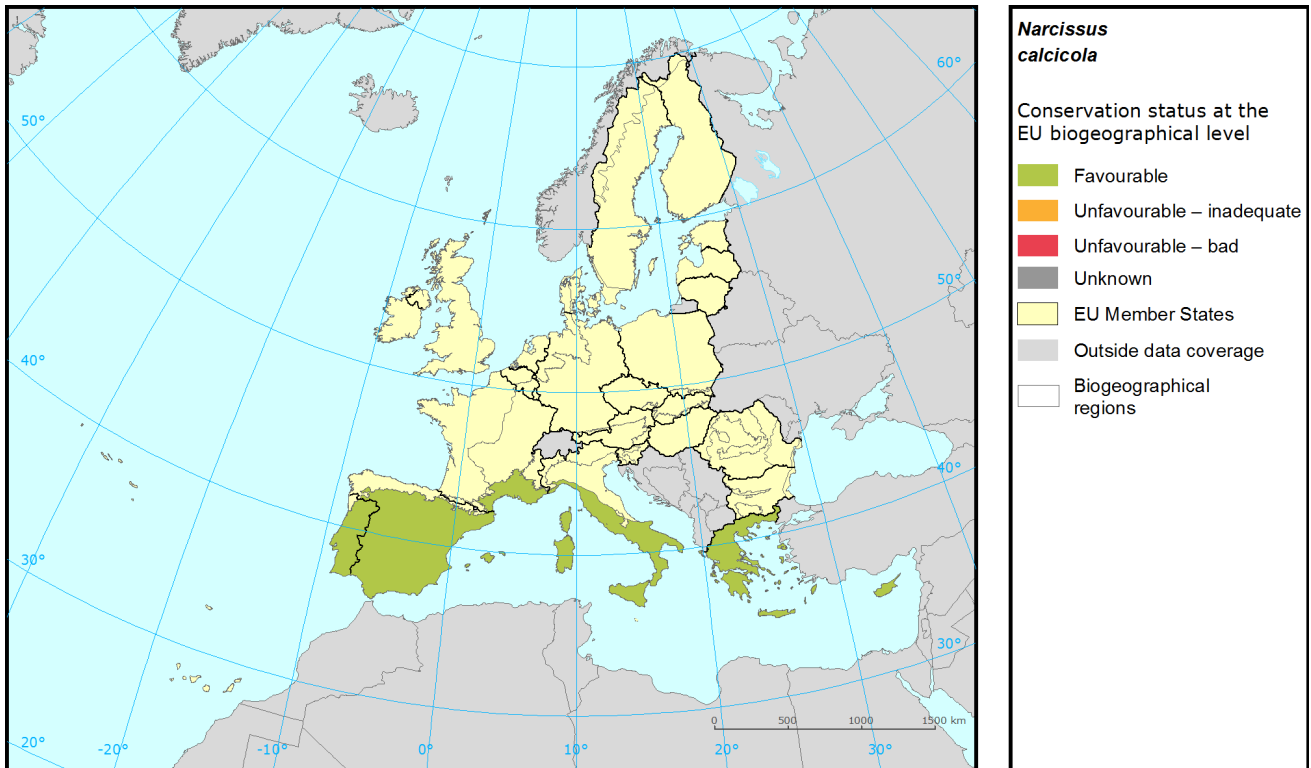 Narcissus
calcicola
Conservation status at the
EU biogeographical level
Favourable
Unfavourable – inadequate
Unfavourable – bad
Unknown
EU Member States
Outside data coverage
Biogeographical
regions
60°
50°
50°
40°
40°
30°
30°
0 500 1000 1500 km
20° -20° -10° 0° 10° 20° 30°